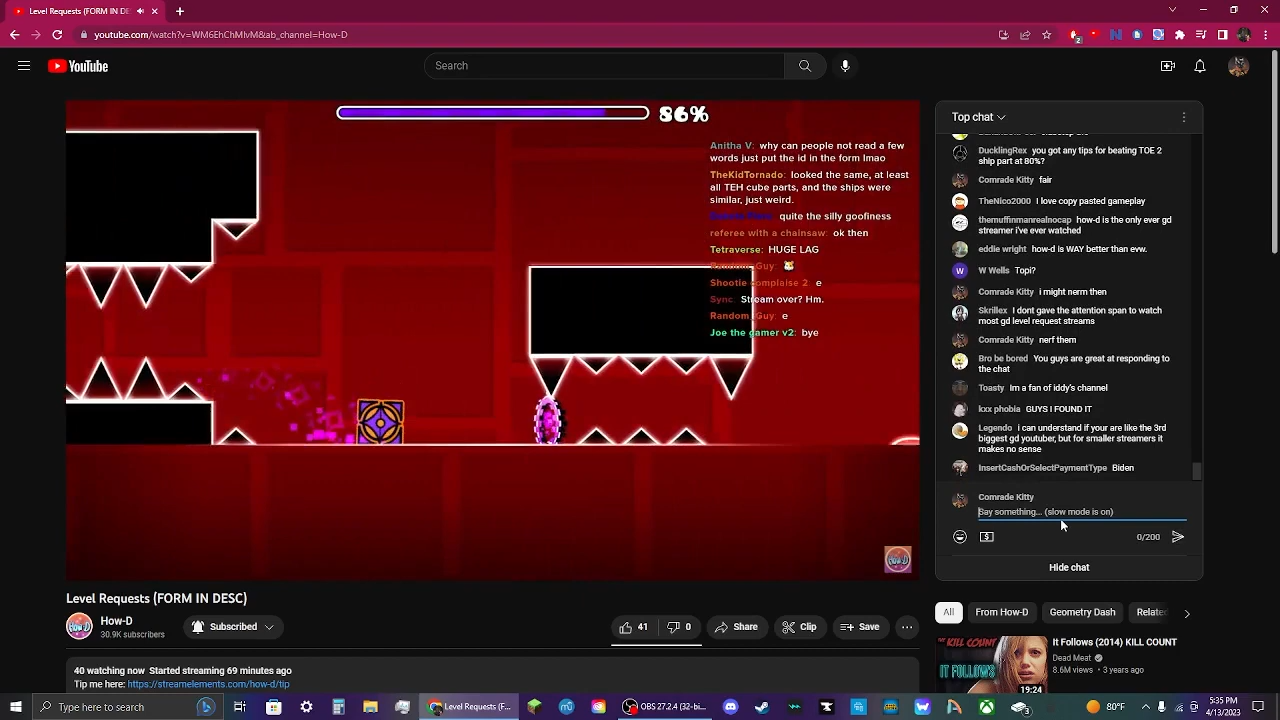 Level Requests (FORM IN DE
youtube.com/watch?v=WM6EhChMIvM&ab_channel=How-D
2
YouTube
Search
86%
Anitha V: why can people not read a few
words just put the id in the form lmao
TheKidTornado: looked the same, at least
all TEH cube parts, and the ships were
similar, just weird.
quite the silly goofiness
referee with a chainsaw: ok then
Tetraverse: HUGE LAG
Random_Guy:
Shootie complaise 2 e
Sync: Stream over? Hm.
Random_Guy: e
Joe the gamer v2: bye
Top chat
DucklingRex you got any tips for beating TOE 2
ship part at 80%?
Comrade Kitty fair
TheNico2000 I love copy pasted gameplay
themuffinmanrealnocap how-d is the only ever gd
streamer i've ever watched
eddie wright how-d is WAY better than evw.
W W Wells Topi?
Comrade Kitty i might nerm then
Skrillex I dont gave the attention span to watch
most gd level request streams
Comrade Kitty nerf them
Bro be bored You guys are great at responding to
the chat
Toasty Im a fan of iddy's channel
kxx phobia GUYS I FOUND IT
Legendo i can understand if your are like the 3rd
biggest gd youtuber, but for smaller streamers it
makes no sense
InsertCashOrSelectPaymentType Biden
Comrade Kitty
Say something... (slow mode is on)
0/200
Hide chat
Level Requests (FORM IN DESC)
How-D
30.9K subscribers
Subscribed
41
0
Share
Clip
Save
40 watching now Started streaming 69 minutes ago
Tip me here: https://streamelements.com/how-d/tip
All
From How-D
Geometry Dash
Relate
KILL COUNT
IT FOLLOWS
19:24
It Follows (2014) KILL COUNT
Dead Meat
8.6M views • 3 years ago
Type here to search
Level Requests (F...
OBS 27.2.4 (32-bi...
80°F
5:35 PM
4/13/2023